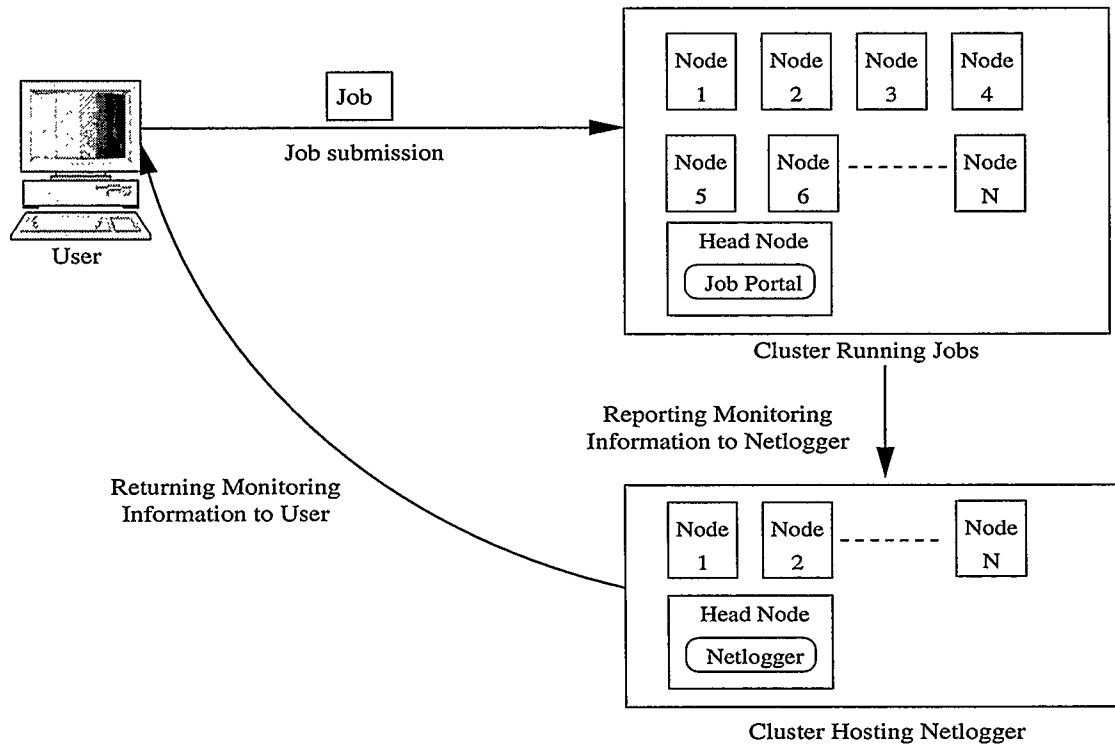 Node
1
Node
2
Node
3
Node
4
Job
Job submission
Node
5
Node
6
Node
N
User
Head Node
Job Portal
Cluster Running Jobs
Reporting Monitoring
Information to Netlogger
Returning Monitoring
Information to User
Node
1
Node
2
Node
N
Head Node
Netlogger
Cluster Hosting Netlogger